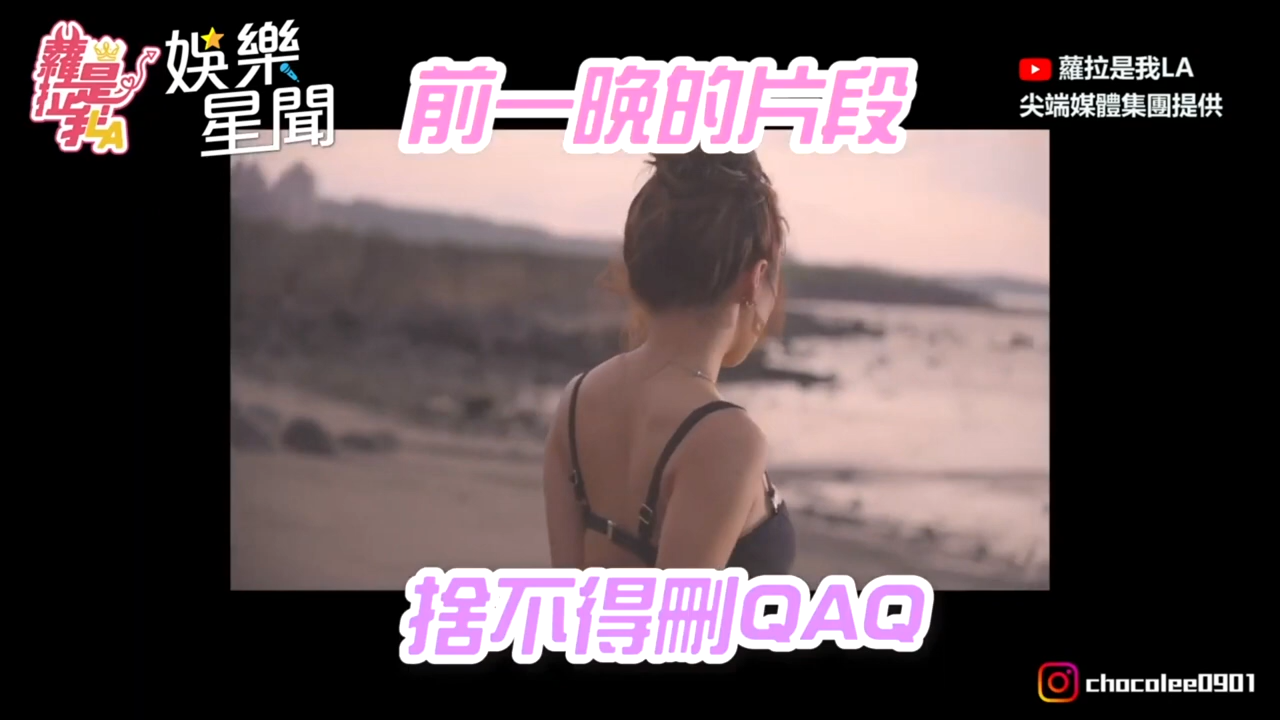 蘿拉是我LA
娛樂
星聞
前一晚的片段
蘿拉是我LA
尖端媒體集團提供
捨不得刪QAQ
chocolee0901